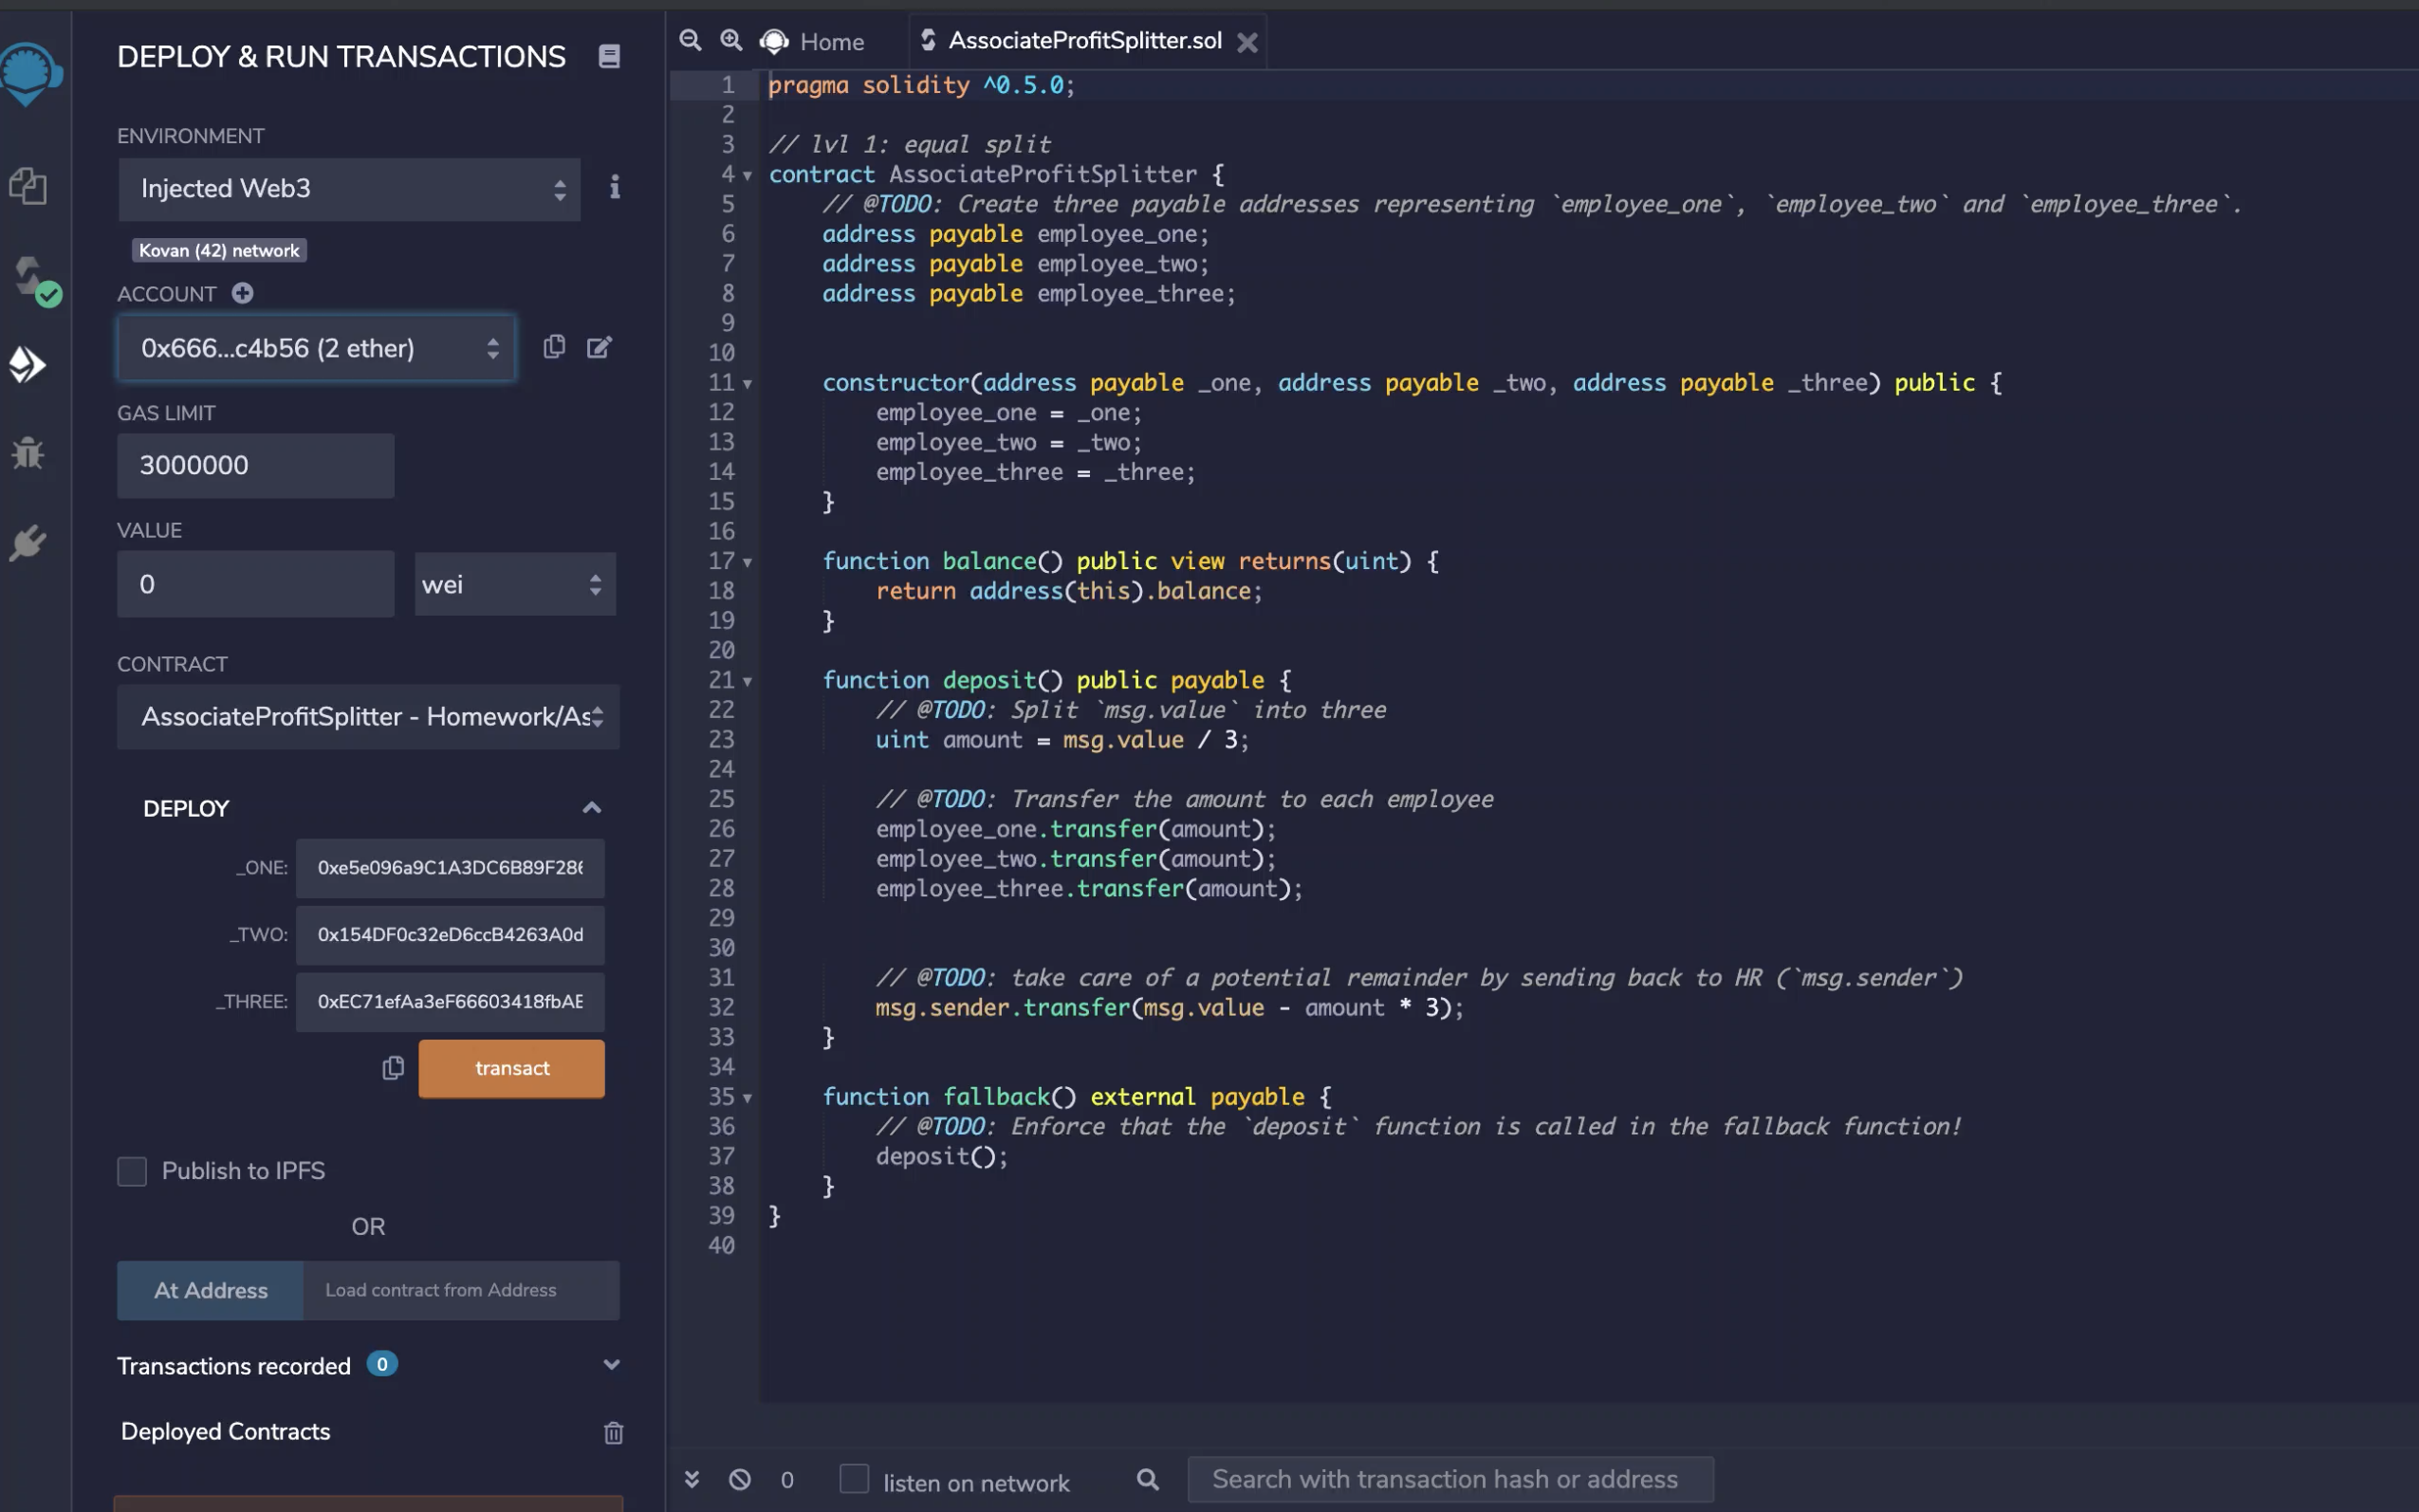 DEPLOY & RUN TRANSACTIONS
ENVIRONMENT
Injected Web3
Kovan (42) network
ACCOUNT
0x666...c4b56 (2 ether)
GAS LIMIT
3000000
VALUE
0
wei
CONTRACT
AssociateProfitSplitter - Homework/As
DEPLOY
_ONE:
0xe5e096a9C1A3DC6B89F286
_TWO:
0x154DF0c32eD6ccB4263A0d
_THREE:
0xEC71efAa3eF66603418fbAE
transact
Publish to IPFS
OR
At Address
Load contract from Address
Transactions recorded 0
Deployed Contracts
Home
AssociateProfitSplitter.sol
1 pragma solidity ^0.5.0;
2
3 // lvl 1: equal split
4 contract AssociateProfitSplitter {
5     // @TODO: Create three payable addresses representing `employee_one`, `employee_two` and `employee_three`.
6     address payable employee_one;
7     address payable employee_two;
8     address payable employee_three;
9
10
11     constructor(address payable _one, address payable _two, address payable _three) public {
12         employee_one = _one;
13         employee_two = _two;
14         employee_three = _three;
15     }
16
17     function balance() public view returns(uint) {
18         return address(this).balance;
19     }
20
21     function deposit() public payable {
22         // @TODO: Split `msg.value` into three
23         uint amount = msg.value / 3;
24
25         // @TODO: Transfer the amount to each employee
26         employee_one.transfer(amount);
27         employee_two.transfer(amount);
28         employee_three.transfer(amount);
29
30
31         // @TODO: take care of a potential remainder by sending back to HR (`msg.sender`)
32         msg.sender.transfer(msg.value - amount * 3);
33     }
34
35     function fallback() external payable {
36         // @TODO: Enforce that the `deposit` function is called in the fallback function!
37         deposit();
38     }
39 }
40
0
listen on network
Search with transaction hash or address